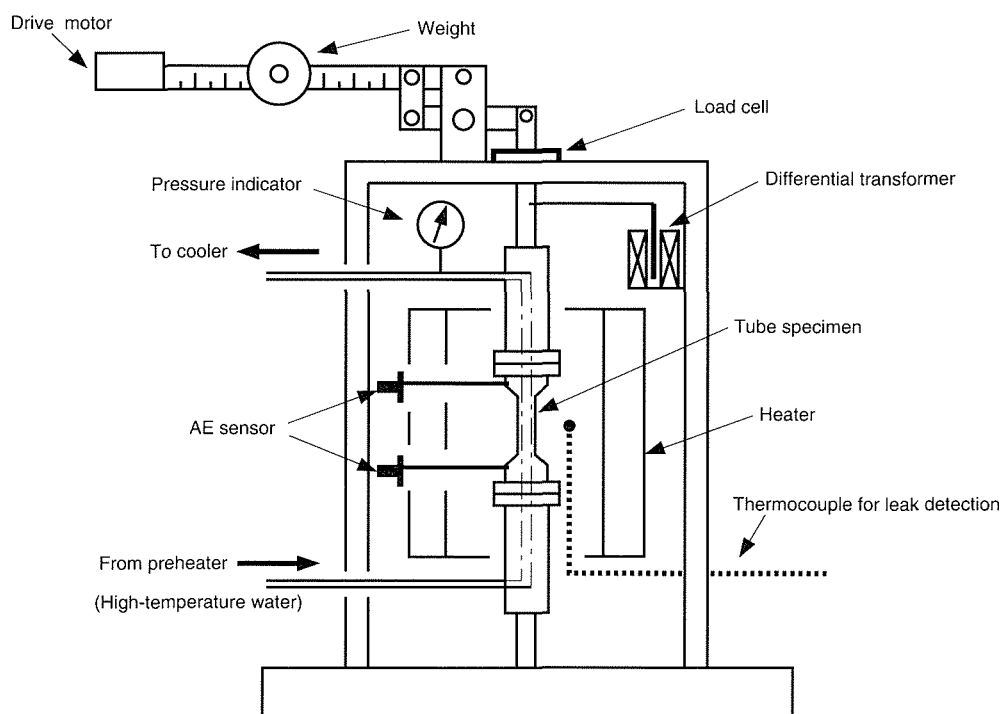 Drive motor
Weight
Load cell
Pressure indicator
Differential transformer
To cooler
Tube specimen
AE sensor
Heater
Thermocouple for leak detection
From preheater
(High-temperature water)